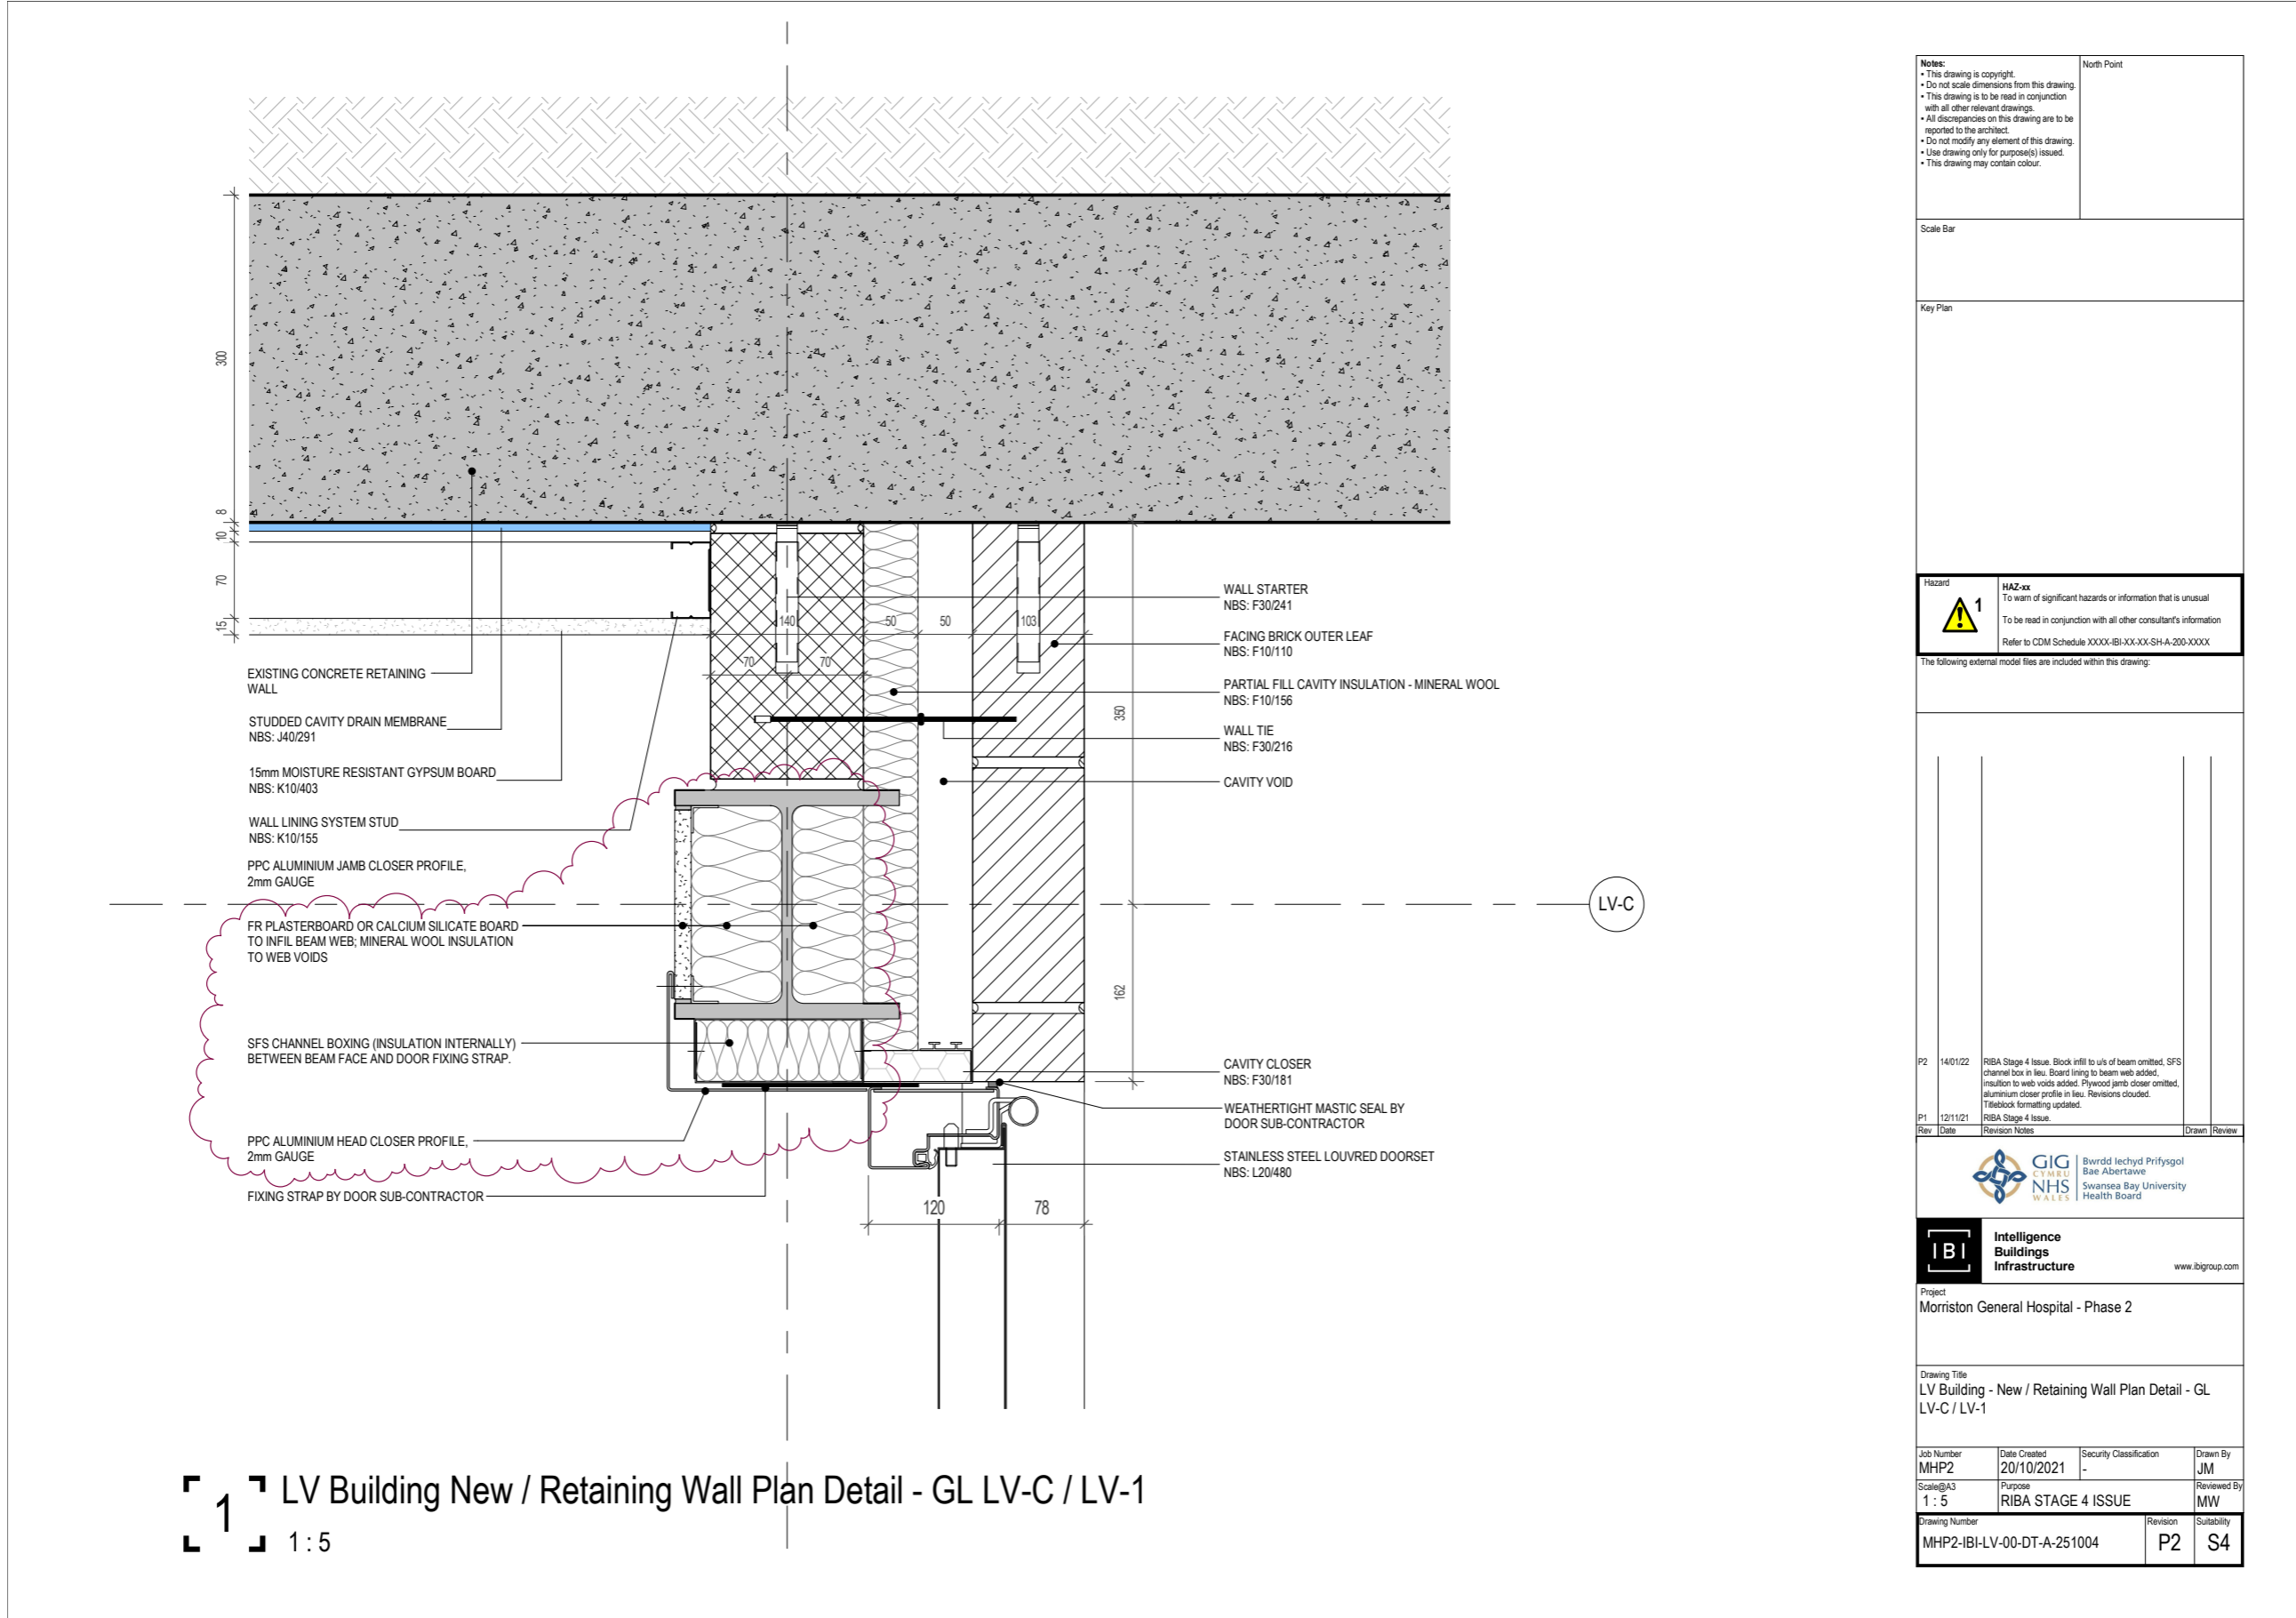 300
8
10
70
15
140
50
50
103
70
70
350
162
120
78
EXISTING CONCRETE RETAINING
WALL
STUDDED CAVITY DRAIN MEMBRANE
NBS: J40/291
15mm MOISTURE RESISTANT GYPSUM BOARD
NBS: K10/403
WALL LINING SYSTEM STUD
NBS: K10/155
PPC ALUMINIUM JAMB CLOSER PROFILE,
2mm GAUGE
FR PLASTERBOARD OR CALCIUM SILICATE BOARD
TO INFIL BEAM WEB; MINERAL WOOL INSULATION
TO WEB VOIDS
SFS CHANNEL BOXING (INSULATION INTERNALLY)
BETWEEN BEAM FACE AND DOOR FIXING STRAP.
PPC ALUMINIUM HEAD CLOSER PROFILE,
2mm GAUGE
FIXING STRAP BY DOOR SUB-CONTRACTOR
WALL STARTER
NBS: F30/241
FACING BRICK OUTER LEAF
NBS: F10/110
PARTIAL FILL CAVITY INSULATION - MINERAL WOOL
NBS: F10/156
WALL TIE
NBS: F30/216
CAVITY VOID
LV-C
CAVITY CLOSER
NBS: F30/181
WEATHERTIGHT MASTIC SEAL BY
DOOR SUB-CONTRACTOR
STAINLESS STEEL LOUVRED DOORSET
NBS: L20/480
1
LV Building New / Retaining Wall Plan Detail - GL LV-C / LV-1
1 : 5
Notes:
• This drawing is copyright.
• Do not scale dimensions from this drawing.
• This drawing is to be read in conjunction
with all other relevant drawings.
• All discrepancies on this drawing are to be
reported to the architect.
• Do not modify any element of this drawing.
• Use drawing only for purpose(s) issued.
• This drawing may contain colour.
North Point
Scale Bar
Key Plan
Hazard
1
HAZ-xx
To warn of significant hazards or information that is unusual
To be read in conjunction with all other consultant's information
Refer to CDM Schedule XXXX-IBI-XX-XX-SH-A-200-XXXX
The following external model files are included within this drawing:
P2 14/01/22 RIBA Stage 4 Issue. Block infill to u/s of beam omitted, SFS
channel box in lieu. Board lining to beam web added,
insultion to web voids added. Plywood jamb closer omitted,
aluminium closer profile in lieu. Revisions clouded.
Titleblock formatting updated.
P1 12/11/21 RIBA Stage 4 Issue.
Rev Date Revision Notes Drawn Review
GIG
CYMRU
NHS
WALES
Bwrdd Iechyd Prifysgol
Bae Abertawe
Swansea Bay University
Health Board
IBI
Intelligence
Buildings
Infrastructure
www.ibigroup.com
Project
Morriston General Hospital - Phase 2
Drawing Title
LV Building - New / Retaining Wall Plan Detail - GL
LV-C / LV-1
Job Number Date Created Security Classification Drawn By
MHP2 20/10/2021 - JM
Scale@A3 Purpose Reviewed By
1 : 5 RIBA STAGE 4 ISSUE MW
Drawing Number Revision Suitability
MHP2-IBI-LV-00-DT-A-251004 P2 S4